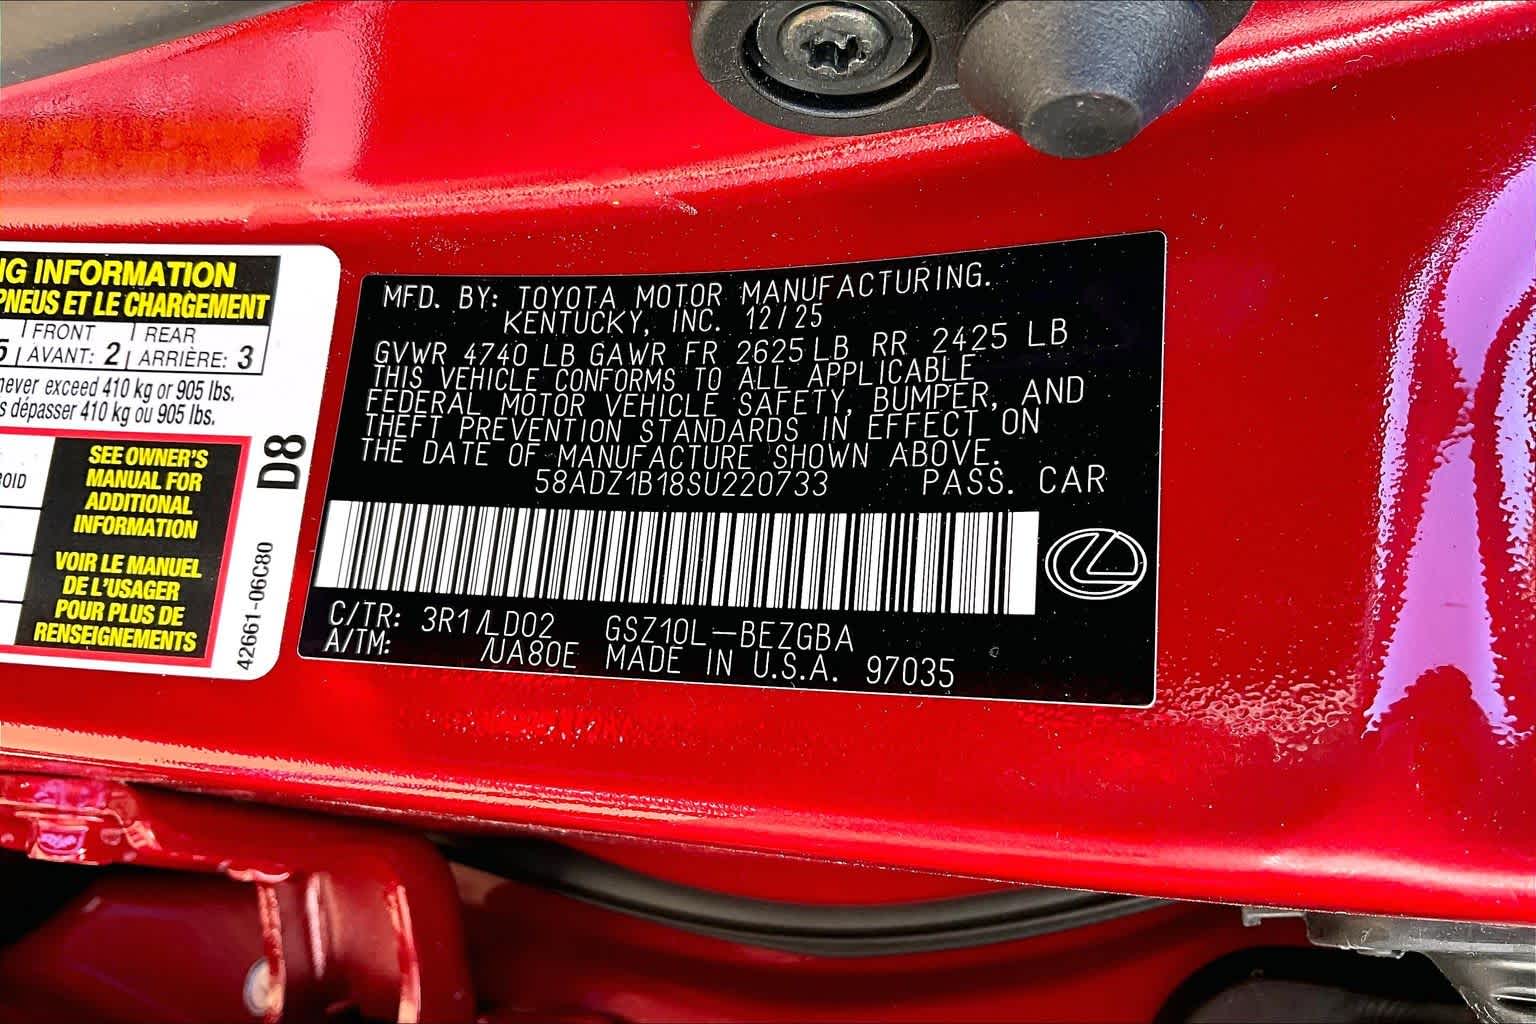 NG INFORMATION
PNEUS ET LE CHARGEMENT
5 FRONT REAR
AVANT: 2 ARRIÈRE: 3
never exceed 410 kg or 905 lbs.
dépasser 410 kg ou 905 lbs.
D8
SEE OWNER'S
MANUAL FOR
ADDITIONAL
INFORMATION
VOIR LE MANUEL
DE L'USAGER
POUR PLUS DE
RENSEIGNEMENTS
42661-06C80
MFD. BY: TOYOTA MOTOR MANUFACTURING.
KENTUCKY, INC. 12/25
GVWR 4740 LB GAWR FR 2625 LB RR 2425 LB
THIS VEHICLE CONFORMS TO ALL APPLICABLE
FEDERAL MOTOR VEHICLE SAFETY, BUMPER, AND
THEFT PREVENTION STANDARDS IN EFFECT ON
THE DATE OF MANUFACTURE SHOWN ABOVE.
58ADZ1B18SU220733 PASS. CAR
C/TR: 3R1/LD02 GSZ10L-BEZGBA
A/TM: /UA80E MADE IN U.S.A. 97035